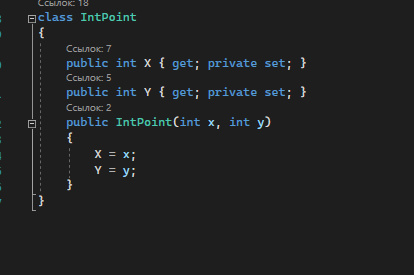 Ссылок: 18
class IntPoint
{
Ссылок: 7
public int X { get; private set; }
Ссылок: 5
public int Y { get; private set; }
Ссылок: 2
public IntPoint(int x, int y)
{
X = x;
Y = y;
}
}